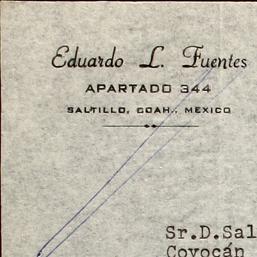 Eduardo L. Fuentes
APARTADO 344
SALTILLO, COAH., MEXICO
Sr.D.Sal
Coyocán